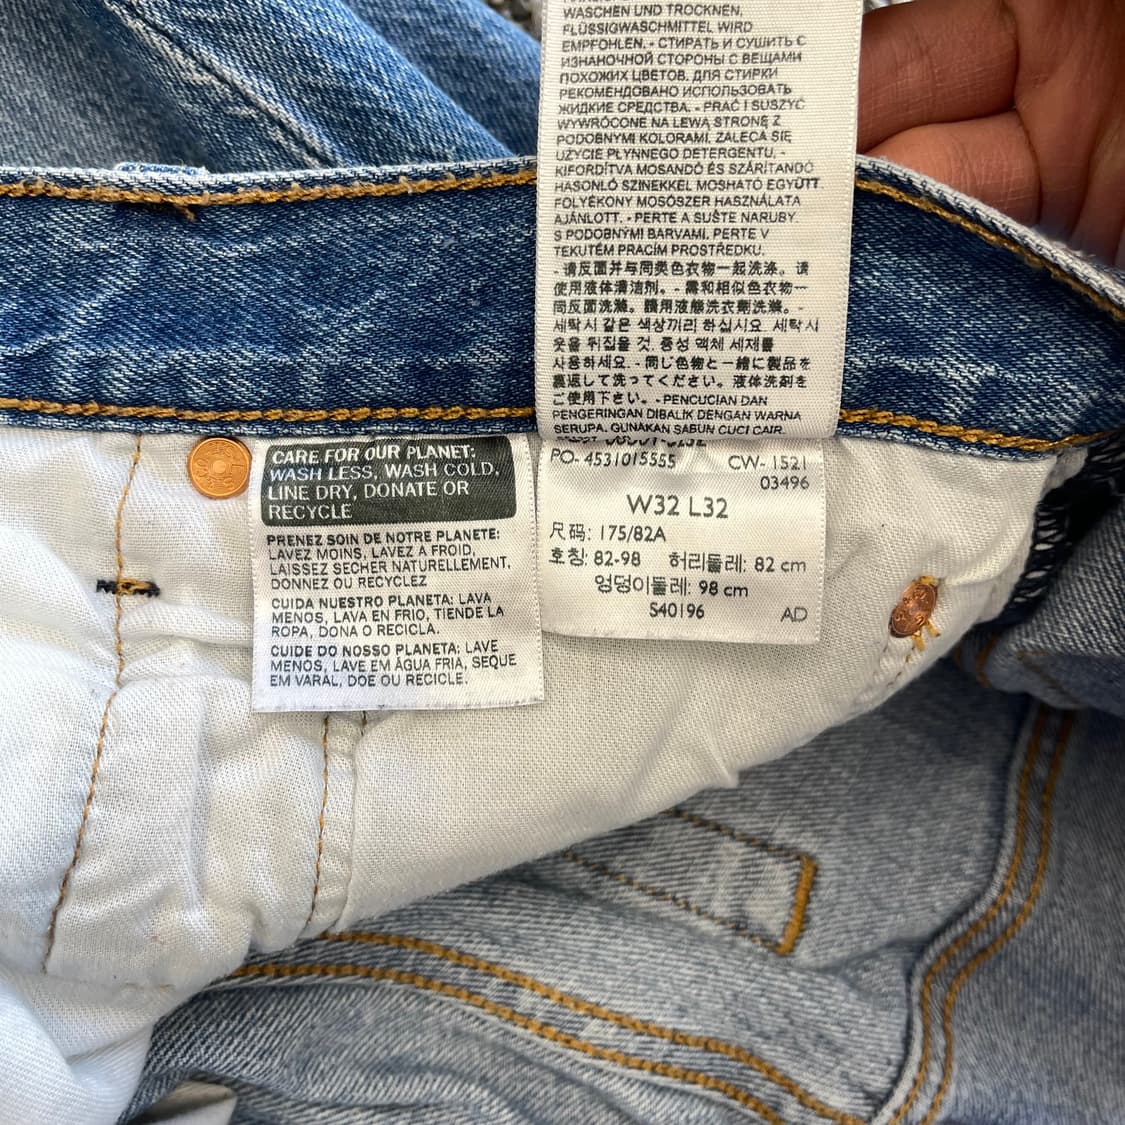 WASCHEN UND TROCKNEN.
FLÜSSIGWASCHMITTEL WIRD
EMPFOHLEN. - СТИРАТЬ И СУШИТЬ С
ИЗНАНОЧНОЙ СТОРОНЫ С ВЕЩАМИ
ПОХОЖИХ ЦВЕТОВ. ДЛЯ СТИРКИ
РЕКОМЕНДОВАНО ИСПОЛЬЗОВАТЬ
ЖИДКИЕ СРЕДСТВА. - PRAĆ I SUSZYĆ
WYWRÓCONE NA LEWĄ STRONĘ Z
PODOBNYMI KOLORAMI. ZALECA SIĘ
UŻYCIE PŁYNNEGO DETERGENTU. -
KIFORDÍTVA MOSANDÓ ÉS SZÁRÍTANDÓ
HASONLÓ SZINEKKEL MOSHATÓ EGYÜTT.
FOLYÉKONY MOSÓSZER HASZNÁLATA
AJÁNLOTT. - PERTE A SUŠTE NARUBY
S PODOBNÝMI BARVAMI. PERTE V
TEKUTÉM PRACÍM PROSTŘEDKU.
- 请反面并与同类色衣物一起洗涤。请
使用液体清洁剂。- 需和相似色衣物一
同反面洗滌。請用液態洗衣劑洗滌。-
세탁시 같은 색상끼리 하십시요. 세탁시
옷을 뒤집을 것. 중성 액체 세제를
사용하세요. - 同じ色物と一緒に製品を
裏返して洗ってください。液体洗剤を
ご使用下さい。- PENCUCIAN DAN
PENGERINGAN DIBALIK DENGAN WARNA
SERUPA. GUNAKAN SABUN CUCI CAIR.
PO- 4531015555 CW- 1521
03496
W32 L32
尺码: 175/82A
호칭: 82-98 허리둘레: 82 cm
엉덩이둘레: 98 cm
S40196 AD
CARE FOR OUR PLANET:
WASH LESS, WASH COLD,
LINE DRY, DONATE OR
RECYCLE
PRENEZ SOIN DE NOTRE PLANETE:
LAVEZ MOINS, LAVEZ A FROID,
LAISSEZ SECHER NATURELLEMENT,
DONNEZ OU RECYCLEZ
CUIDA NUESTRO PLANETA: LAVA
MENOS, LAVA EN FRIO, TIENDE LA
ROPA, DONA O RECICLA.
CUIDE DO NOSSO PLANETA: LAVE
MENOS, LAVE EM ÁGUA FRIA, SEQUE
EM VARAL, DOE OU RECICLE.